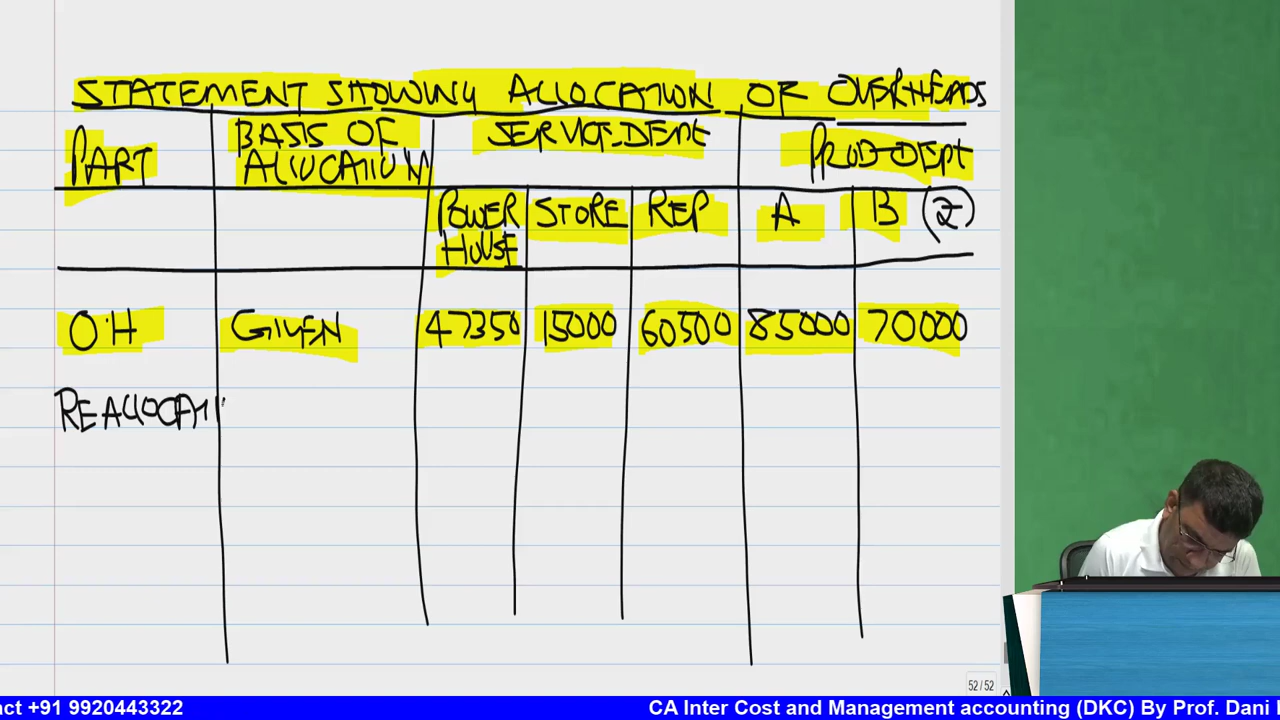 STATEMENT SHOWING ALLOCATION OF OVERHEADS
PART BASIS OF ALLOCATION SERVICE DEPT PROD DEPT
POWER HOUSE STORE REP A B (₹)
O.H GIVEN 47350 15000 60500 85000 70000
REALLOCATI
52 / 52
act +91 9920443322 CA Inter Cost and Management accounting (DKC) By Prof. Dani